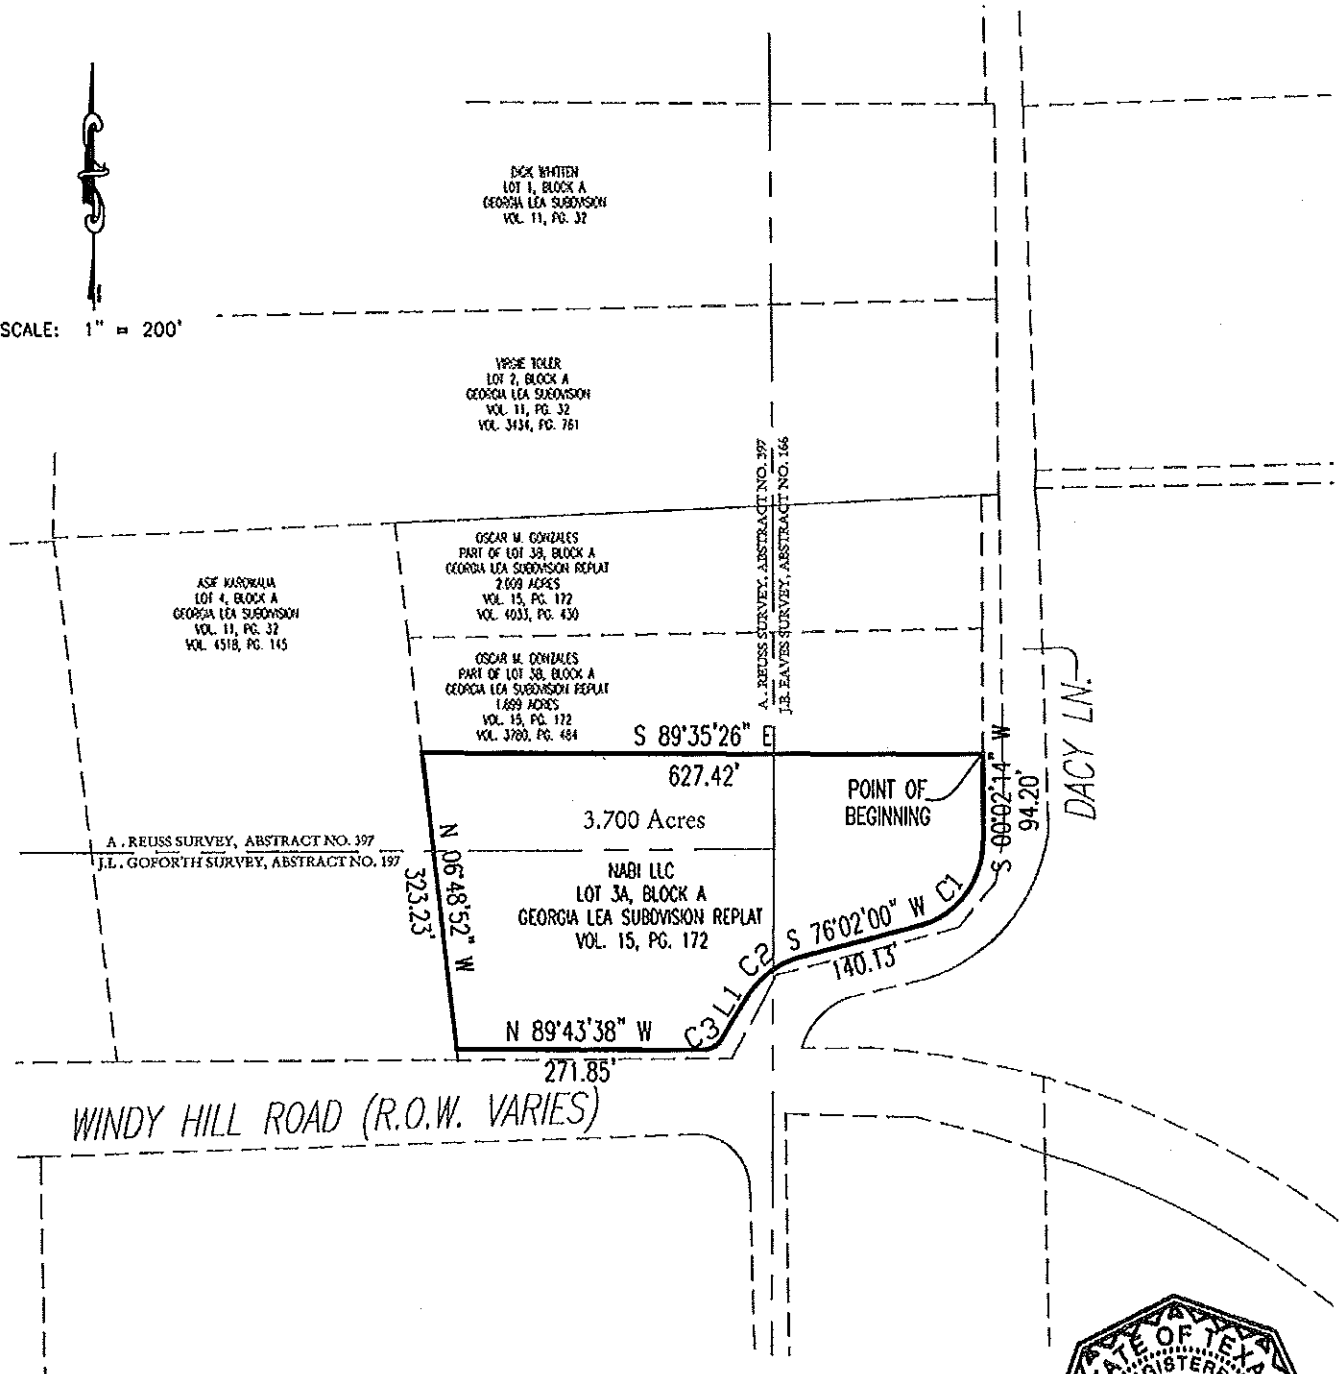 SCALE: 1" = 200'
DICK WHITTEN
LOT 1, BLOCK A
GEORGIA LEA SUBDIVISION
VOL. 11, PG. 32
VIRGIE TOLER
LOT 2, BLOCK A
GEORGIA LEA SUBDIVISION
VOL. 11, PG. 32
VOL. 3434, PG. 761
A. REUSS SURVEY, ABSTRACT NO. 397
J.B. EAVES SURVEY, ABSTRACT NO. 166
ASIF KAROWALIA
LOT 4, BLOCK A
GEORGIA LEA SUBDIVISION
VOL. 11, PG. 32
VOL. 4518, PG. 145
OSCAR M. GONZALES
PART OF LOT 3B, BLOCK A
GEORGIA LEA SUBDIVISION REPLAT
2.009 ACRES
VOL. 15, PG. 172
VOL. 4033, PG. 430
OSCAR M. GONZALES
PART OF LOT 3B, BLOCK A
GEORGIA LEA SUBDIVISION REPLAT
1.699 ACRES
VOL. 15, PG. 172
VOL. 3780, PG. 484
S 89°35'26" E
627.42'
3.700 Acres
POINT OF
BEGINNING
S 00°02'14" W
94.20'
DACY LN.
A. REUSS SURVEY, ABSTRACT NO. 397
J.L. GOFORTH SURVEY, ABSTRACT NO. 197
N 06°48'52" W
323.23'
NABI LLC
LOT 3A, BLOCK A
GEORGIA LEA SUBDIVISION REPLAT
VOL. 15, PG. 172
C1
S 76°02'00" W
140.13'
C2
L1
C3
N 89°43'38" W
271.85'
WINDY HILL ROAD (R.O.W. VARIES)
ATE OF TEXA
GISTERE